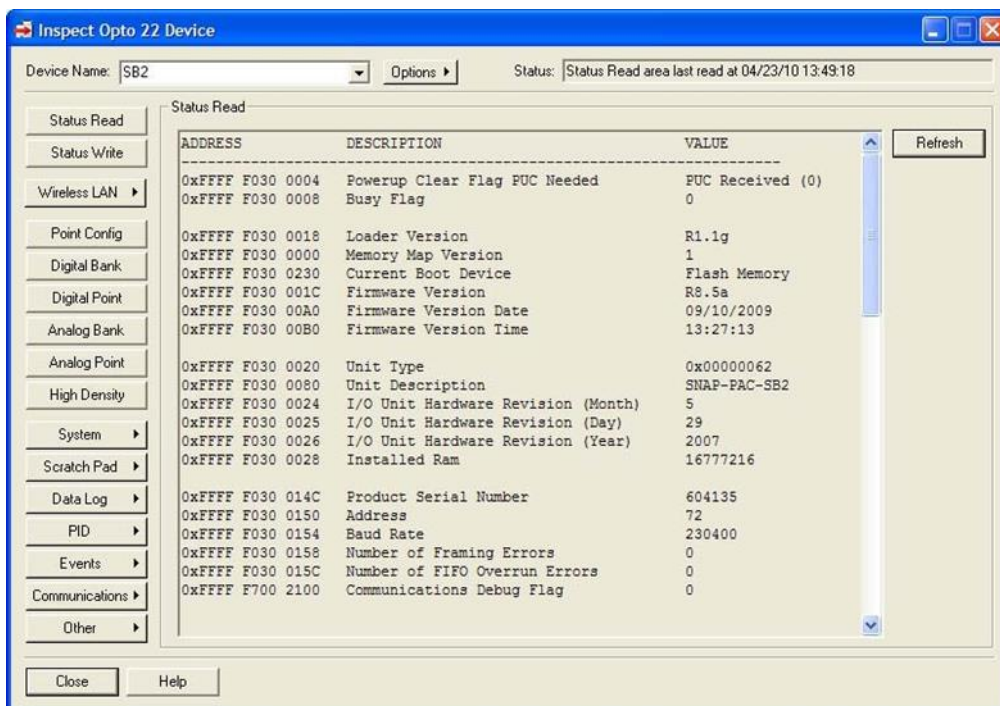 Inspect Opto 22 Device
Device Name: SB2 Options Status: Status Read area last read at 04/23/10 13:49:18
Status Read
Status Write
Wireless LAN
Point Config
Digital Bank
Digital Point
Analog Bank
Analog Point
High Density
System
Scratch Pad
Data Log
PID
Events
Communications
Other
Status Read
ADDRESS DESCRIPTION VALUE
--------------------------------------------------------------------------------
0xFFFF F030 0004 Powerup Clear Flag PUC Needed PUC Received (0)
0xFFFF F030 0008 Busy Flag 0
0xFFFF F030 0018 Loader Version R1.1g
0xFFFF F030 0000 Memory Map Version 1
0xFFFF F030 0230 Current Boot Device Flash Memory
0xFFFF F030 001C Firmware Version R8.5a
0xFFFF F030 00A0 Firmware Version Date 09/10/2009
0xFFFF F030 00B0 Firmware Version Time 13:27:13
0xFFFF F030 0020 Unit Type 0x00000062
0xFFFF F030 0080 Unit Description SNAP-PAC-SB2
0xFFFF F030 0024 I/O Unit Hardware Revision (Month) 5
0xFFFF F030 0025 I/O Unit Hardware Revision (Day) 29
0xFFFF F030 0026 I/O Unit Hardware Revision (Year) 2007
0xFFFF F030 0028 Installed Ram 16777216
0xFFFF F030 014C Product Serial Number 604135
0xFFFF F030 0150 Address 72
0xFFFF F030 0154 Baud Rate 230400
0xFFFF F030 0158 Number of Framing Errors 0
0xFFFF F030 015C Number of FIFO Overrun Errors 0
0xFFFF F700 2100 Communications Debug Flag 0
Refresh
Close Help